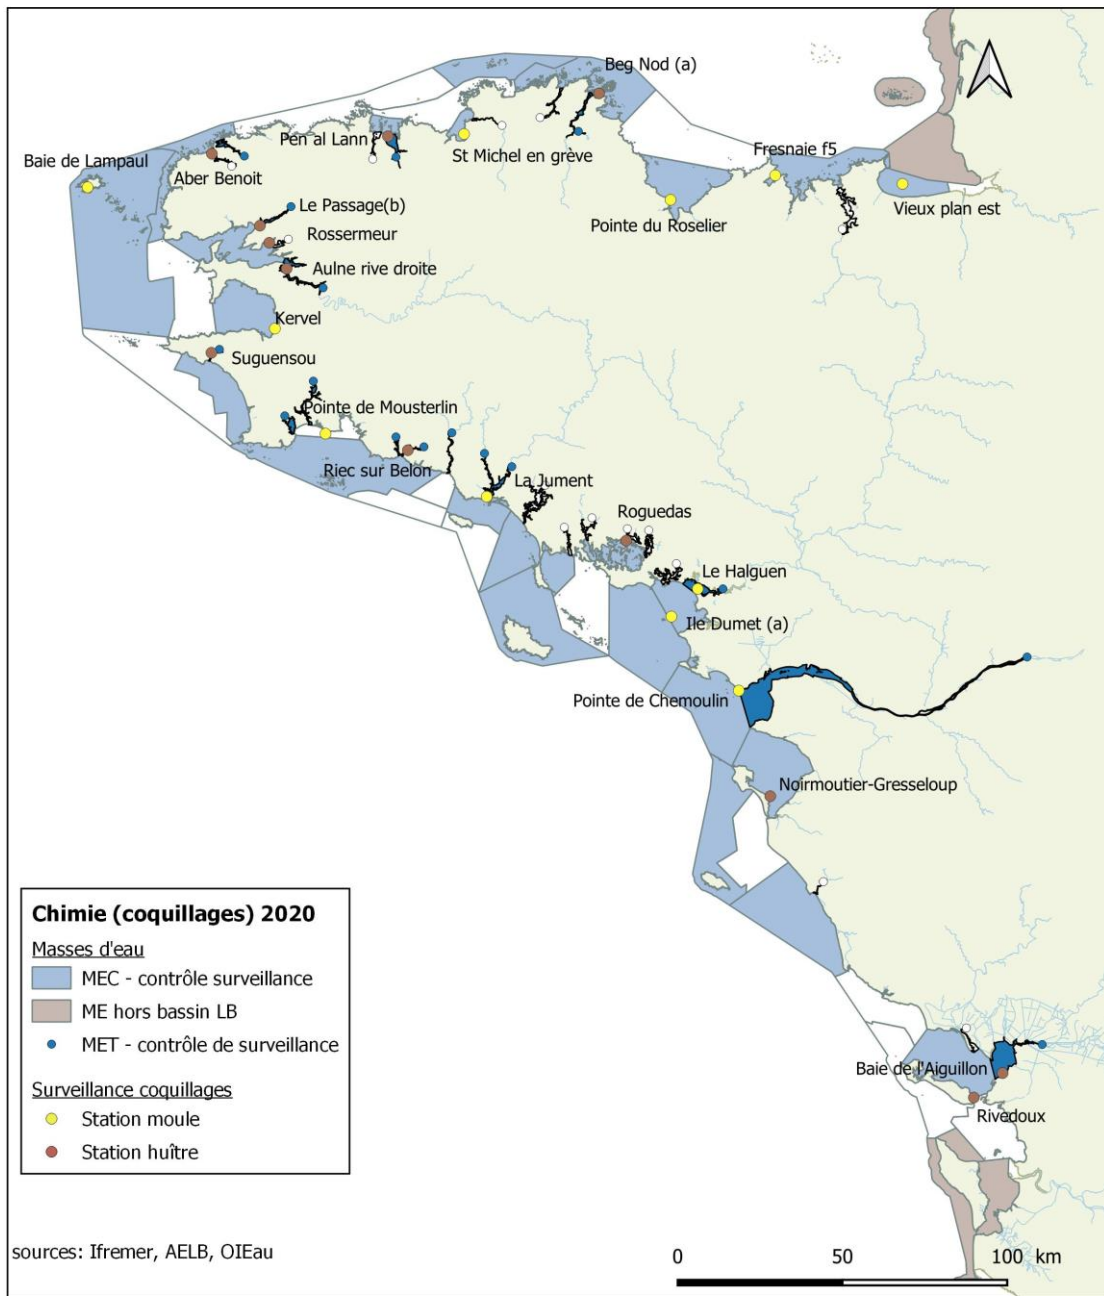 Beg Nod (a)
Pen al Lann
St Michel en grève
Fresnaie f5
Baie de Lampaul
Aber Benoit
Vieux plan est
Le Passage(b)
Pointe du Roselier
Rossermeur
Aulne rive droite
Kervel
Suguensou
Pointe de Mousterlin
Riec sur Belon
La Jument
Roguedas
Le Halguen
Ile Dumet (a)
Pointe de Chemoulin
Noirmoutier-Gresseloup
Baie de l'Aiguillon
Rivedoux
Chimie (coquillages) 2020
Masses d'eau
MEC - contrôle surveillance
ME hors bassin LB
MET - contrôle de surveillance
Surveillance coquillages
Station moule
Station huître
sources: Ifremer, AELB, OIEau
0 50 100 km